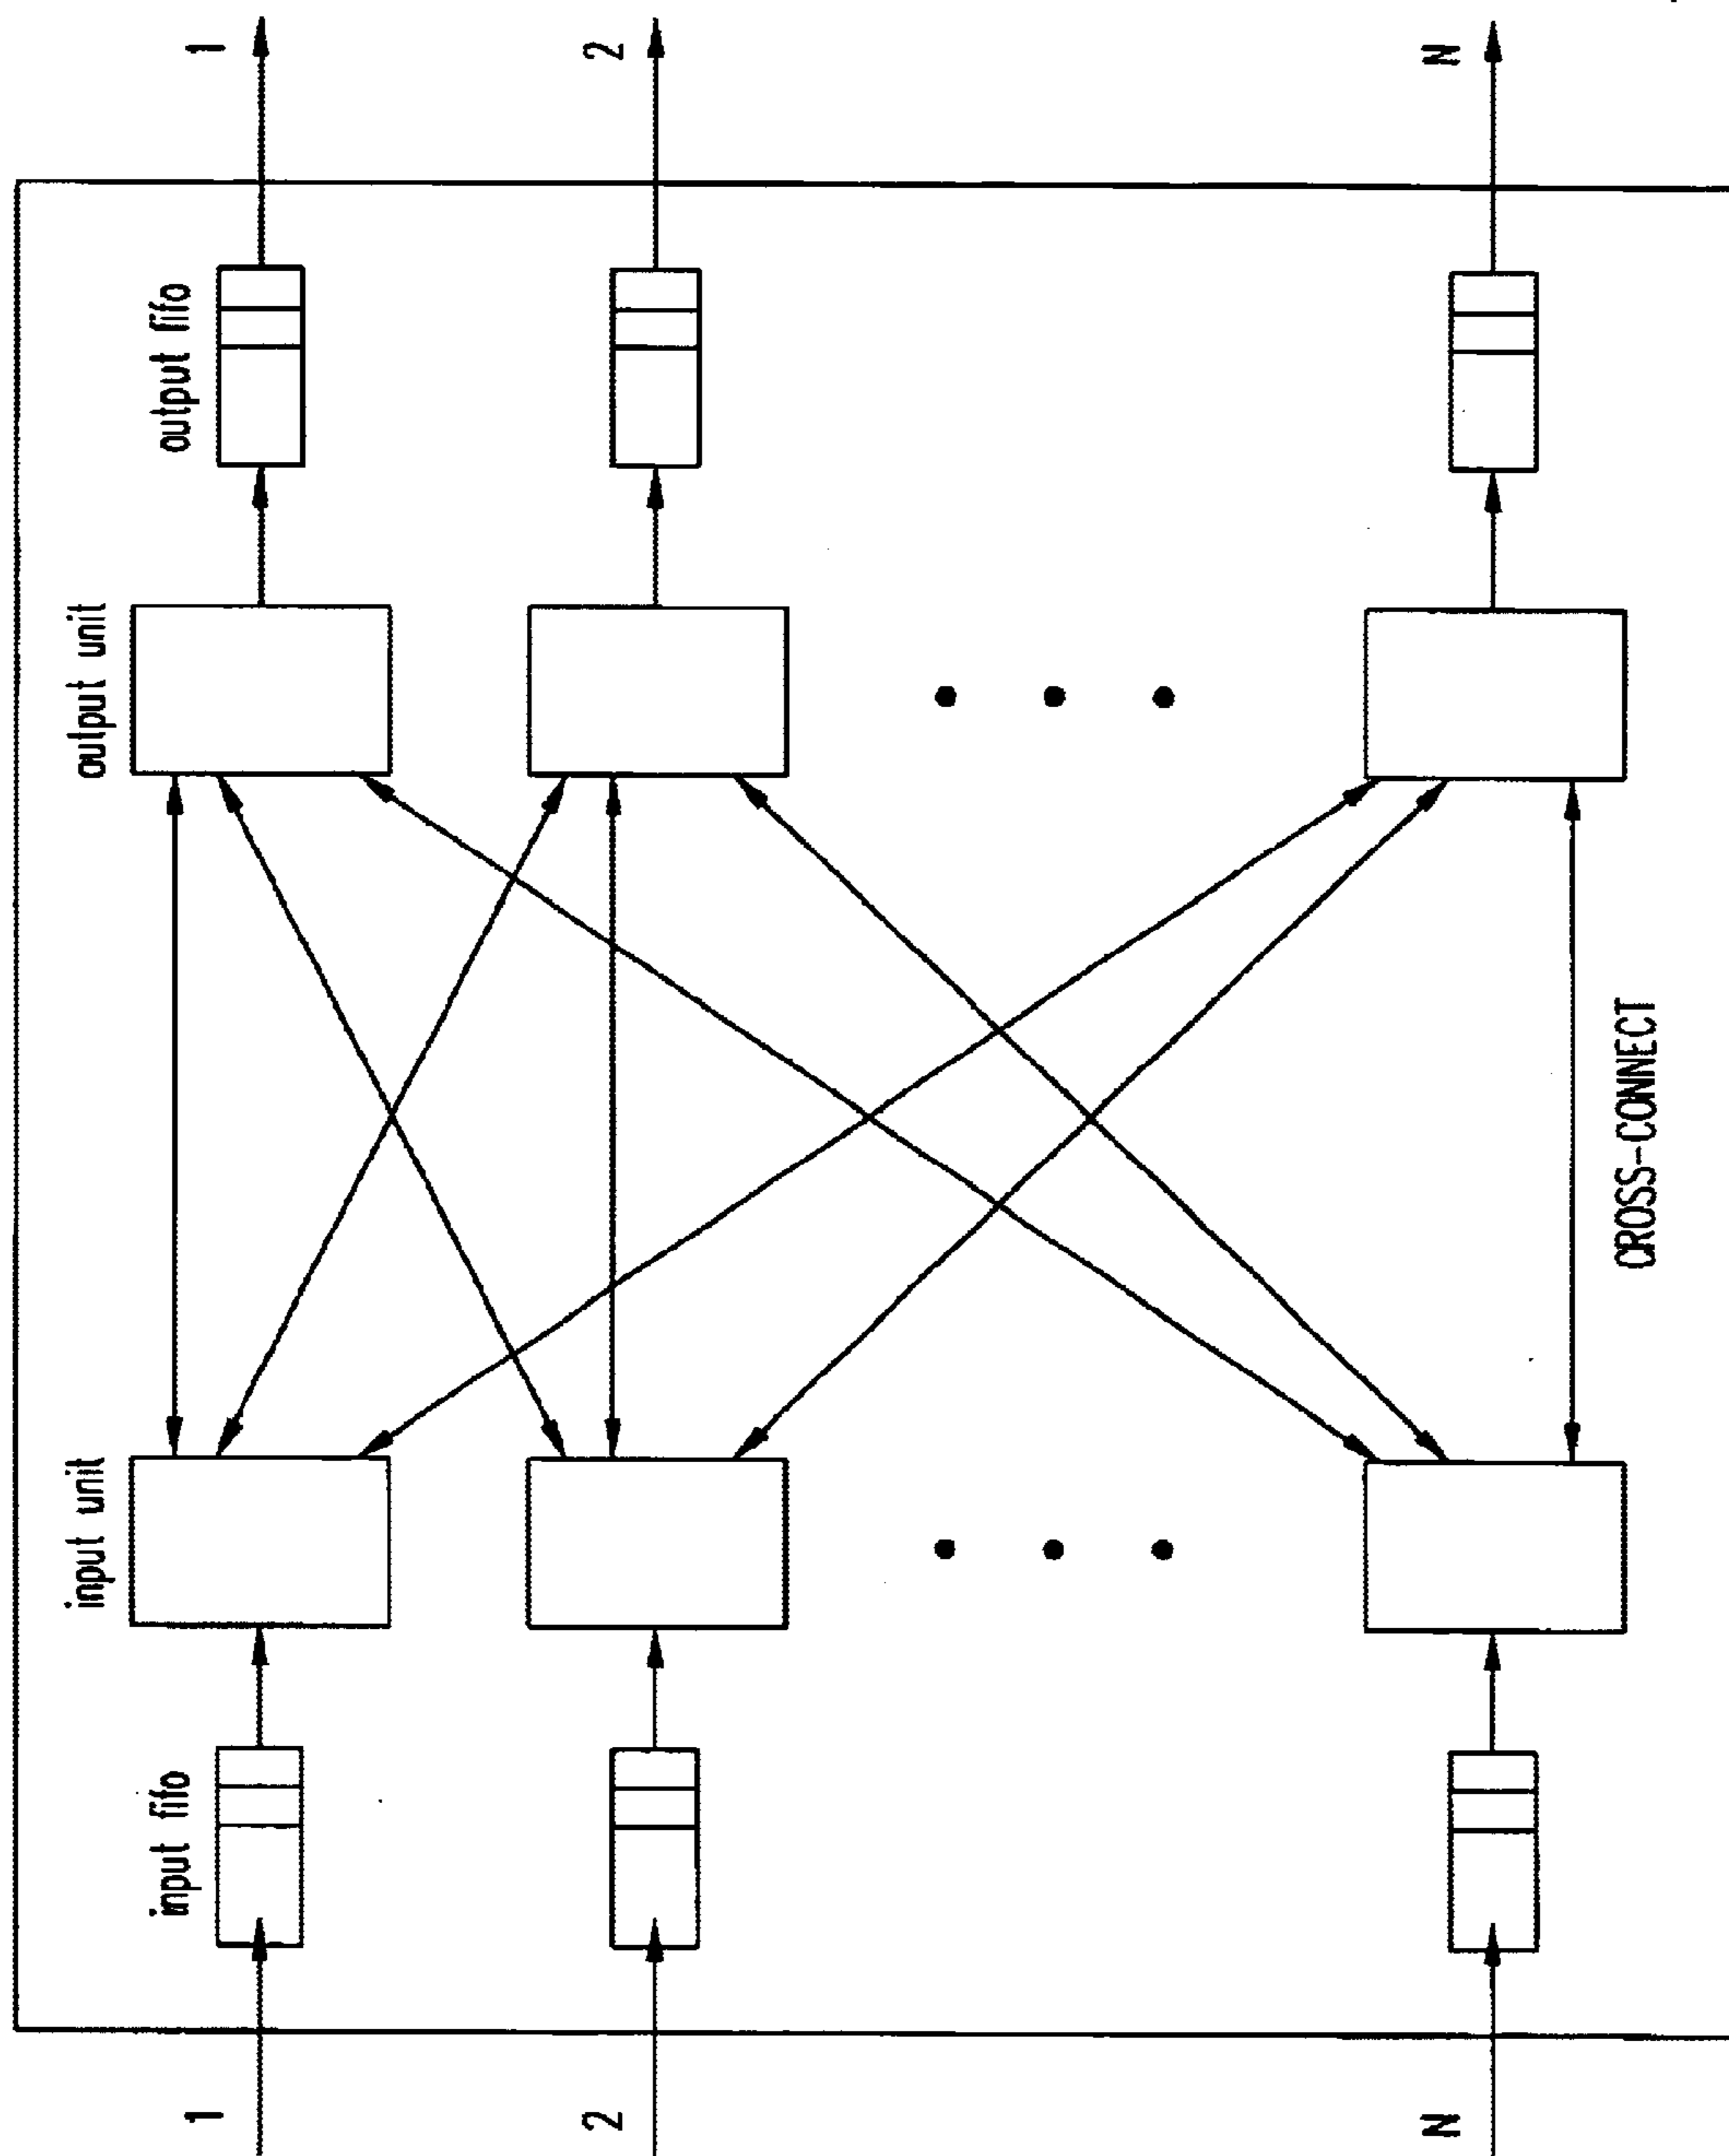 1
input fifo
input unit
output unit
output fifo
1
2
2
N
CROSS-CONNECT
N